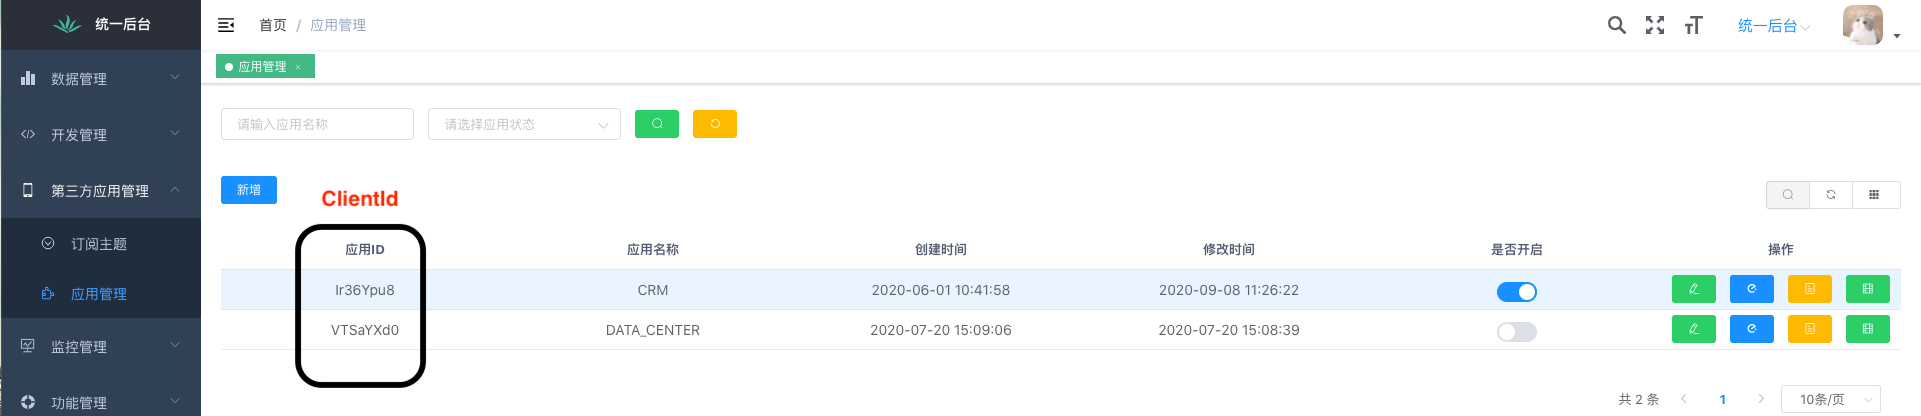 统一后台
首页 / 应用管理
统一后台
数据管理
应用管理 ×
开发管理
请输入应用名称
请选择应用状态
第三方应用管理
新增
ClientId
订阅主题
应用管理
监控管理
功能管理
应用ID 应用名称 创建时间 修改时间 是否开启 操作
Ir36Ypu8 CRM 2020-06-01 10:41:58 2020-09-08 11:26:22
VTSaYXd0 DATA_CENTER 2020-07-20 15:09:06 2020-07-20 15:08:39
共 2 条 1 10条/页